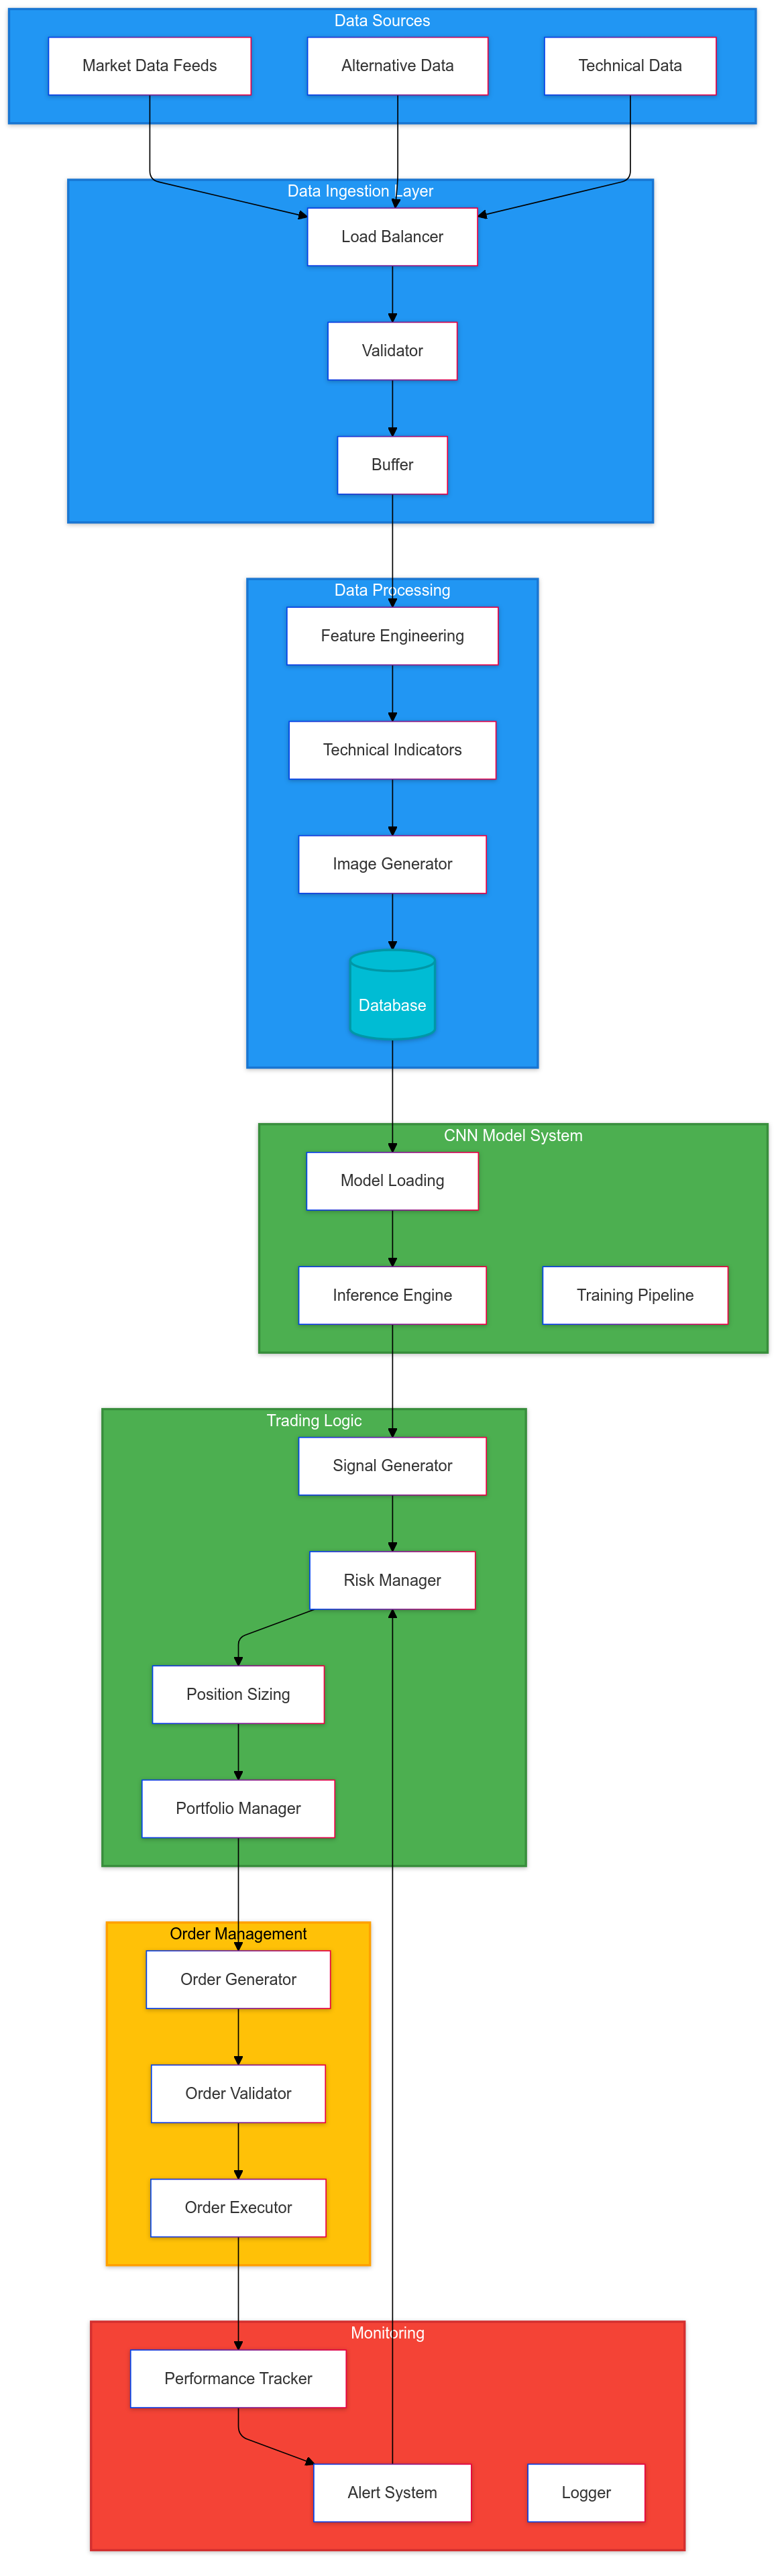 Data Sources
Market Data Feeds
Alternative Data
Technical Data
Data Ingestion Layer
Load Balancer
Validator
Buffer
Data Processing
Feature Engineering
Technical Indicators
Image Generator
Database
CNN Model System
Model Loading
Inference Engine
Training Pipeline
Trading Logic
Signal Generator
Risk Manager
Position Sizing
Portfolio Manager
Order Management
Order Generator
Order Validator
Order Executor
Monitoring
Performance Tracker
Alert System
Logger